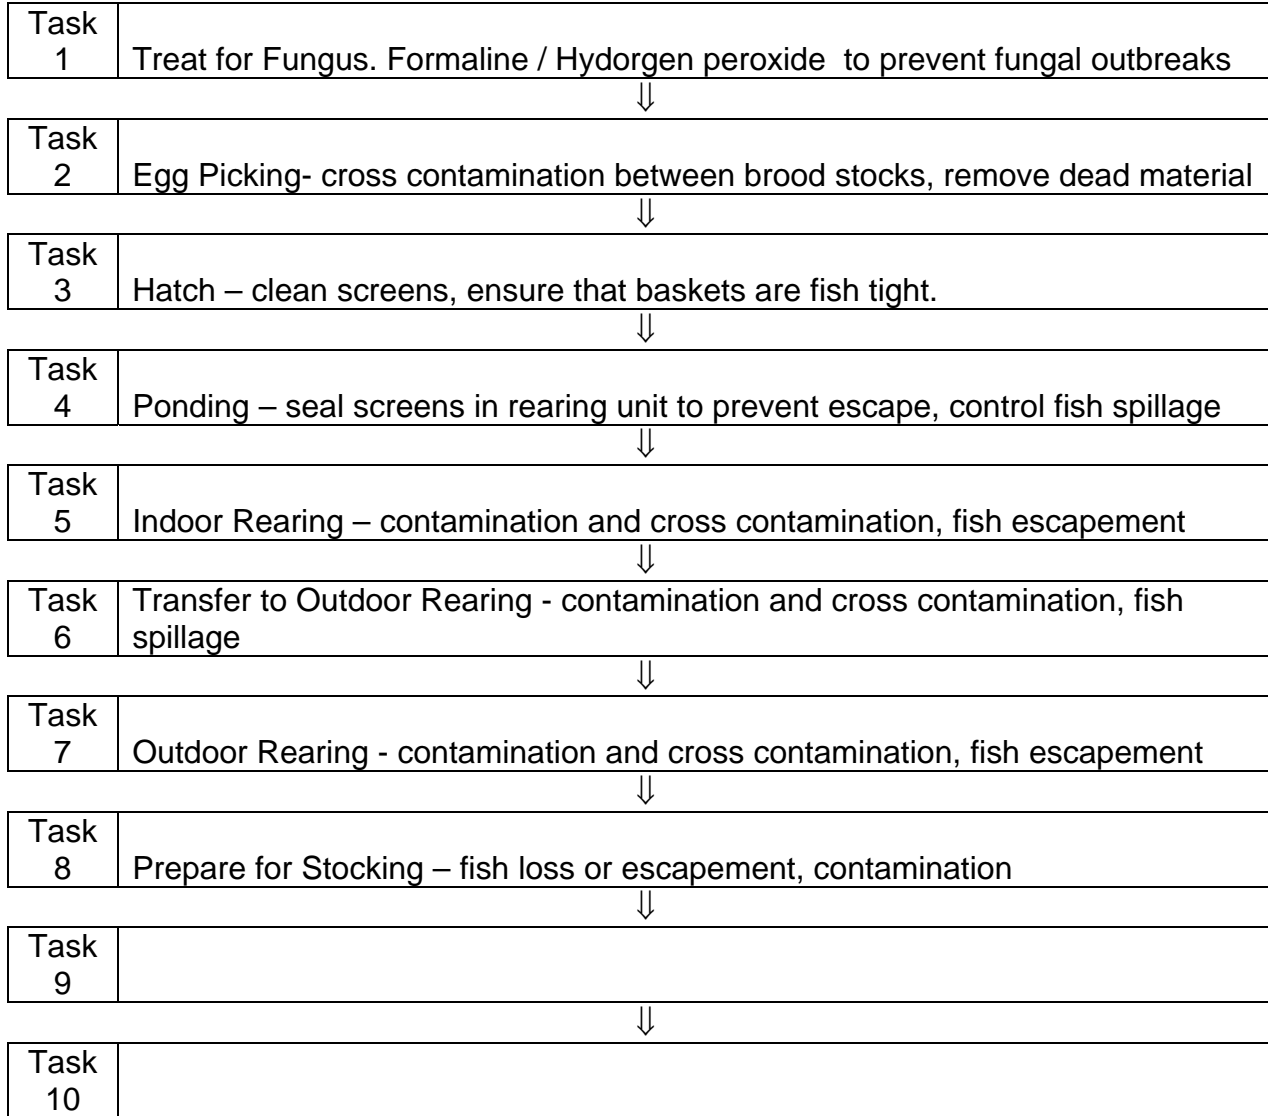 Task
1
Treat for Fungus. Formaline / Hydorgen peroxide  to prevent fungal outbreaks
⇓
Task
2
Egg Picking- cross contamination between brood stocks, remove dead material
⇓
Task
3
Hatch – clean screens, ensure that baskets are fish tight.
⇓
Task
4
Ponding – seal screens in rearing unit to prevent escape, control fish spillage
⇓
Task
5
Indoor Rearing – contamination and cross contamination, fish escapement
⇓
Task
6
Transfer to Outdoor Rearing - contamination and cross contamination, fish
spillage
⇓
Task
7
Outdoor Rearing - contamination and cross contamination, fish escapement
⇓
Task
8
Prepare for Stocking – fish loss or escapement, contamination
⇓
Task
9
⇓
Task
10